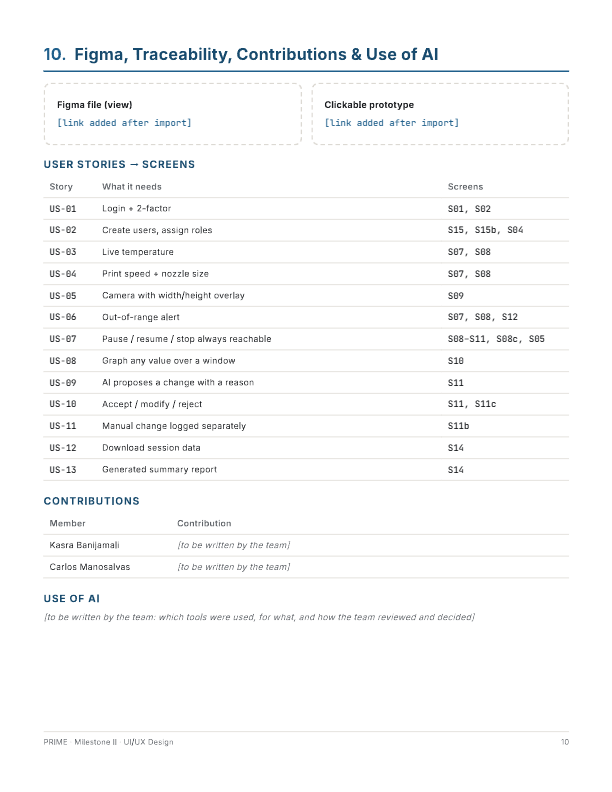 10. Figma, Traceability, Contributions & Use of AI
Figma file (view)
[link added after import]
Clickable prototype
[link added after import]
USER STORIES → SCREENS
Story What it needs Screens
US-01 Login + 2-factor S01, S02
US-02 Create users, assign roles S15, S15b, S04
US-03 Live temperature S07, S08
US-04 Print speed + nozzle size S07, S08
US-05 Camera with width/height overlay S09
US-06 Out-of-range alert S07, S08, S12
US-07 Pause / resume / stop always reachable S08–S11, S08c, S05
US-08 Graph any value over a window S10
US-09 AI proposes a change with a reason S11
US-10 Accept / modify / reject S11, S11c
US-11 Manual change logged separately S11b
US-12 Download session data S14
US-13 Generated summary report S14
CONTRIBUTIONS
Member Contribution
Kasra Banijamali [to be written by the team]
Carlos Manosalvas [to be written by the team]
USE OF AI
[to be written by the team: which tools were used, for what, and how the team reviewed and decided]
PRIME · Milestone II · UI/UX Design 10